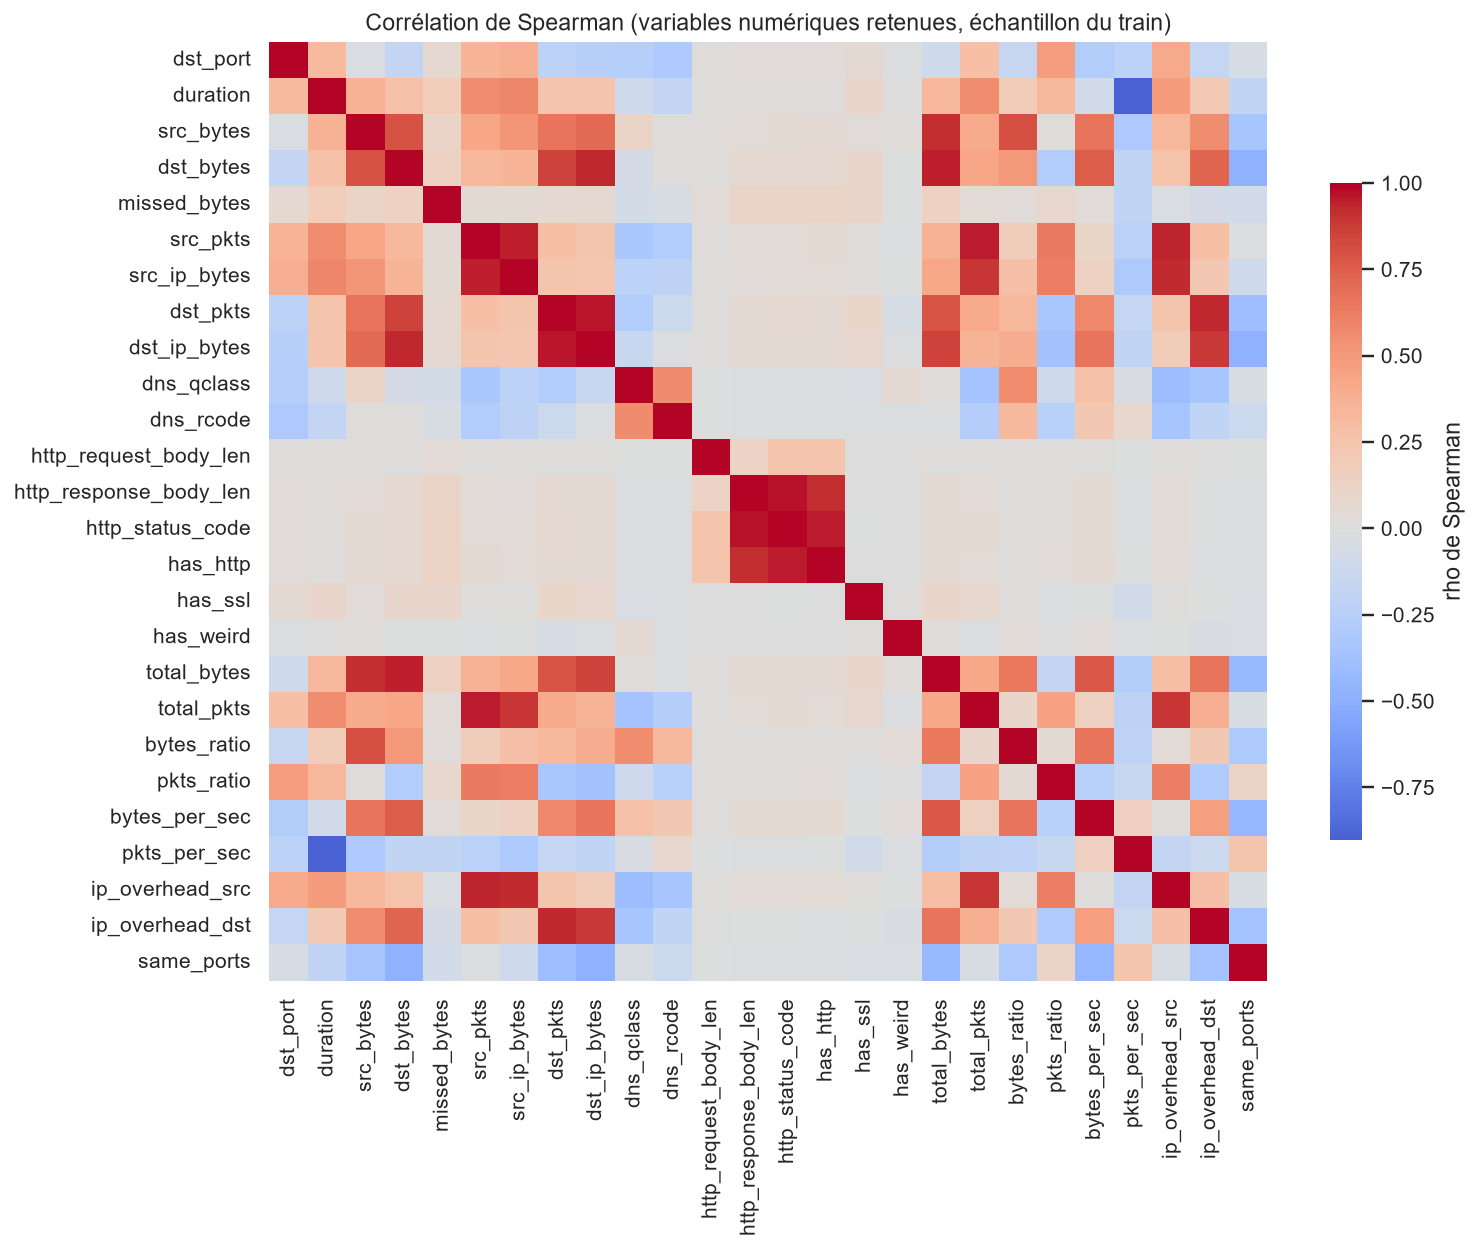 Corrélation de Spearman (variables numériques retenues, échantillon du train)
dst_port
duration
src_bytes
dst_bytes
missed_bytes
src_pkts
src_ip_bytes
dst_pkts
dst_ip_bytes
dns_qclass
dns_rcode
http_request_body_len
http_response_body_len
http_status_code
has_http
has_ssl
has_weird
total_bytes
total_pkts
bytes_ratio
pkts_ratio
bytes_per_sec
pkts_per_sec
ip_overhead_src
ip_overhead_dst
same_ports
dst_port
duration
src_bytes
dst_bytes
missed_bytes
src_pkts
src_ip_bytes
dst_pkts
dst_ip_bytes
dns_qclass
dns_rcode
http_request_body_len
http_response_body_len
http_status_code
has_http
has_ssl
has_weird
total_bytes
total_pkts
bytes_ratio
pkts_ratio
bytes_per_sec
pkts_per_sec
ip_overhead_src
ip_overhead_dst
same_ports
1.00
0.75
0.50
0.25
0.00
−0.25
−0.50
−0.75
rho de Spearman